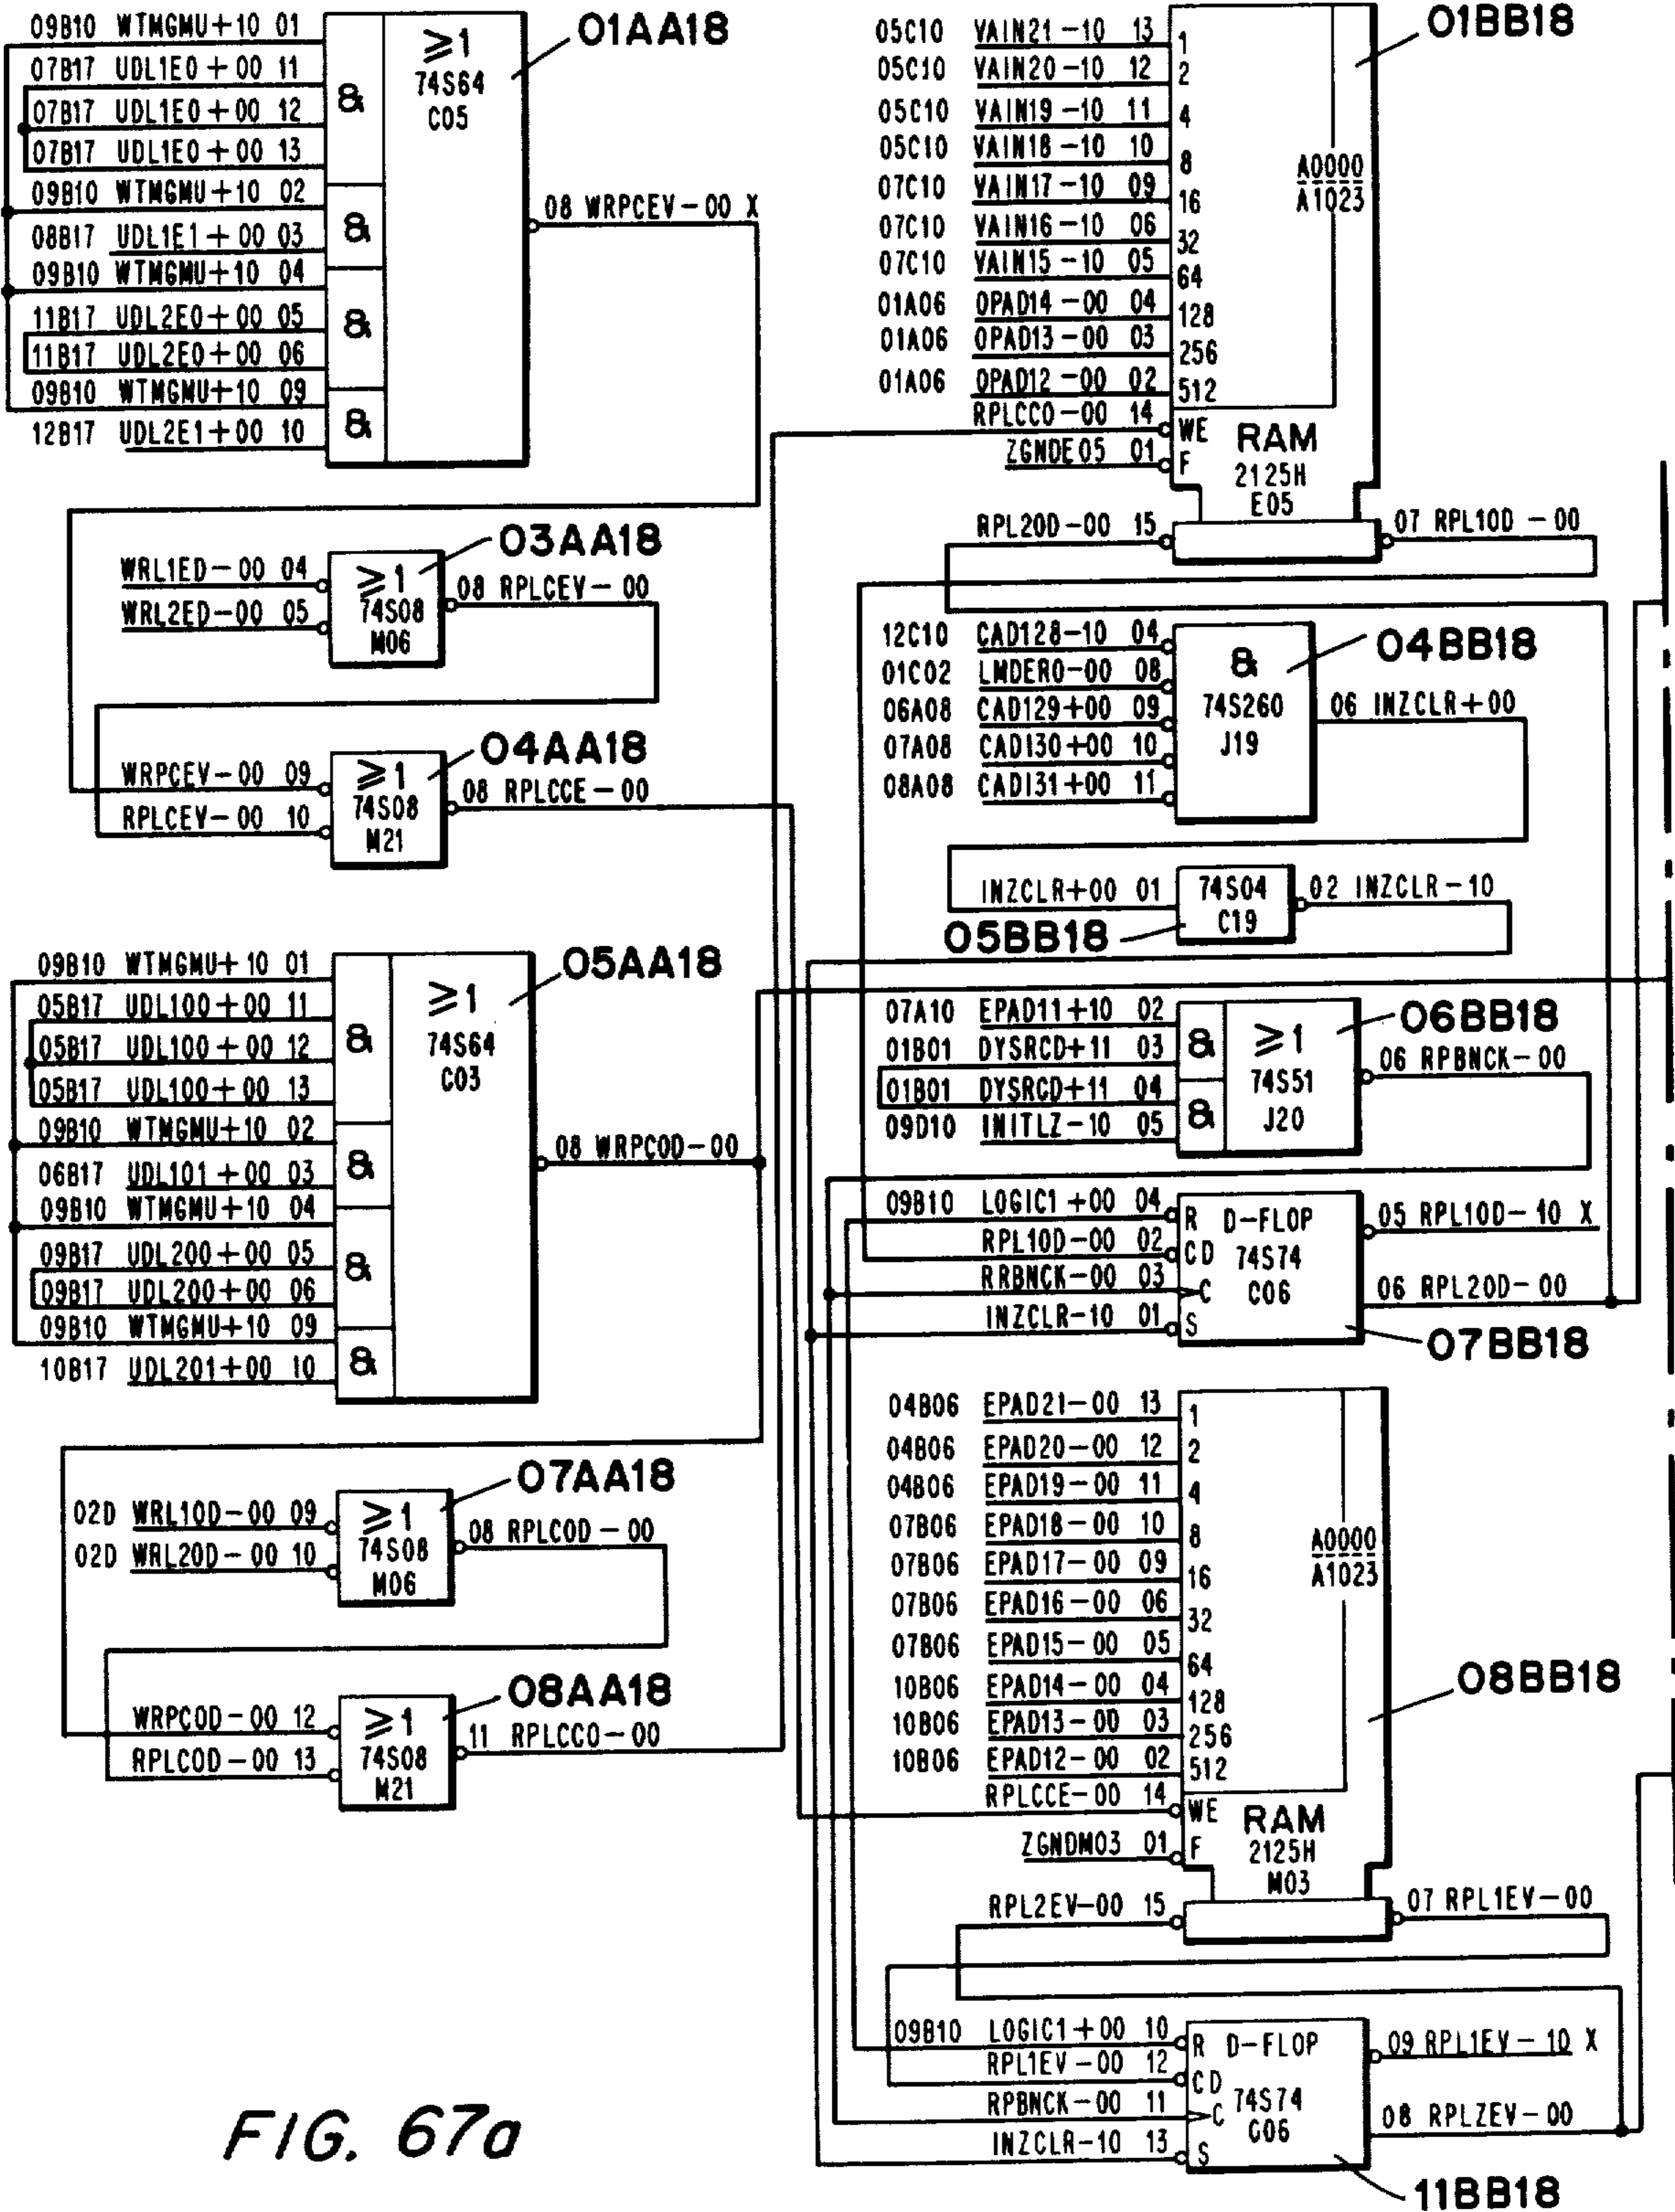 09B10 WTMGMU+10 01
07B17 UDL1E0+00 11
07B17 UDL1E0+00 12
07B17 UDL1E0+00 13
09B10 WTMGMU+10 02
08B17 UDL1E1+00 03
09B10 WTMGMU+10 04
11B17 UDL2E0+00 05
11B17 UDL2E0+00 06
09B10 WTMGMU+10 09
12B17 UDL2E1+00 10
&
&
&
&
≥1
74S64
C05
01AA18
08 WRPCEV-00 X
WRL1ED-00 04
WRL2ED-00 05
≥1
74S08
M06
03AA18
08 RPLCEV-00
WRPCEV-00 09
RPLCEV-00 10
≥1
74S08
M21
04AA18
08 RPLCCE-00
09B10 WTMGMU+10 01
05B17 UDL100+00 11
05B17 UDL100+00 12
05B17 UDL100+00 13
09B10 WTMGMU+10 02
06B17 UDL101+00 03
09B10 WTMGMU+10 04
09B17 UDL200+00 05
09B17 UDL200+00 06
09B10 WTMGMU+10 09
10B17 UDL201+00 10
&
&
&
&
≥1
74S64
C03
05AA18
08 WRPCOD-00
02D WRL10D-00 09
02D WRL20D-00 10
≥1
74S08
M06
07AA18
08 RPLCOD-00
WRPCOD-00 12
RPLCOD-00 13
≥1
74S08
M21
08AA18
11 RPLCCO-00
05C10 VAIN21-10 13 1
05C10 VAIN20-10 12 2
05C10 VAIN19-10 11 4
05C10 VAIN18-10 10 8
07C10 VAIN17-10 09 16
07C10 VAIN16-10 06 32
07C10 VAIN15-10 05 64
01A06 OPAD14-00 04 128
01A06 OPAD13-00 03 256
01A06 OPAD12-00 02 512
RPLCCO-00 14 WE
ZGNDE05 01 F
A0000
A1023
RAM
2125H
E05
01BB18
RPL20D-00 15
07 RPL10D-00
12C10 CAD128-10 04
01C02 LMDER0-00 08
06A08 CAD129+00 09
07A08 CADI30+00 10
08A08 CADI31+00 11
&
74S260
J19
04BB18
06 INZCLR+00
INZCLR+00 01
74S04
C19
02 INZCLR-10
05BB18
07A10 EPAD11+10 02
01B01 DYSRCD+11 03
01B01 DYSRCD+11 04
09D10 INITLZ-10 05
&
&
≥1
74S51
J20
06BB18
06 RPBNCK-00
09B10 LOGIC1+00 04 R
RPL10D-00 02 CD
RRBNCK-00 03 C
INZCLR-10 01 S
D-FLOP
74S74
C06
05 RPL10D-10 X
06 RPL20D-00
07BB18
04B06 EPAD21-00 13 1
04B06 EPAD20-00 12 2
04B06 EPAD19-00 11 4
07B06 EPAD18-00 10 8
07B06 EPAD17-00 09 16
07B06 EPAD16-00 06 32
07B06 EPAD15-00 05 64
10B06 EPAD14-00 04 128
10B06 EPAD13-00 03 256
10B06 EPAD12-00 02 512
RPLCCE-00 14 WE
ZGNDM03 01 F
A0000
A1023
RAM
2125H
M03
08BB18
RPL2EV-00 15
07 RPL1EV-00
09B10 LOGIC1+00 10 R
RPL1EV-00 12 CD
RPBNCK-00 11 C
INZCLR-10 13 S
D-FLOP
74S74
C06
09 RPL1EV-10 X
08 RPLZEV-00
11BB18
FIG. 67a